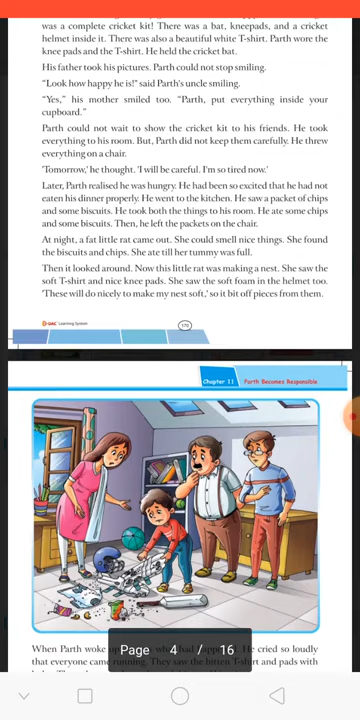 was a complete cricket kit! There was a bat, kneepads, and a cricket
helmet inside it. There was also a beautiful white T-shirt. Parth wore the
knee pads and the T-shirt. He held the cricket bat.
His father took his pictures. Parth could not stop smiling.
"Look how happy he is!" said Parth's uncle smiling.
"Yes," his mother smiled too. "Parth, put everything inside your
cupboard."
Parth could not wait to show the cricket kit to his friends. He took
everything to his room. But, Parth did not keep them carefully. He threw
everything on a chair.
'Tomorrow,' he thought. 'I will be careful. I'm so tired now.'
Later, Parth realised he was hungry. He had been so excited that he had not
eaten his dinner properly. He went to the kitchen. He saw a packet of chips
and some biscuits. He took both the things to his room. He ate some chips
and some biscuits. Then, he left the packets on the chair.
At night, a fat little rat came out. She could smell nice things. She found
the biscuits and chips. She ate till her tummy was full.
Then it looked around. Now this little rat was making a nest. She saw the
soft T-shirt and nice knee pads. She saw the soft foam in the helmet too.
'These will do nicely to make my nest soft,' so it bit off pieces from them.
Learning System
170
Chapter 11 Parth Becomes Responsible
When Parth woke up
He cried so loudly
that everyone came running. They saw the bitten T-shirt and pads with
Page 4 / 16